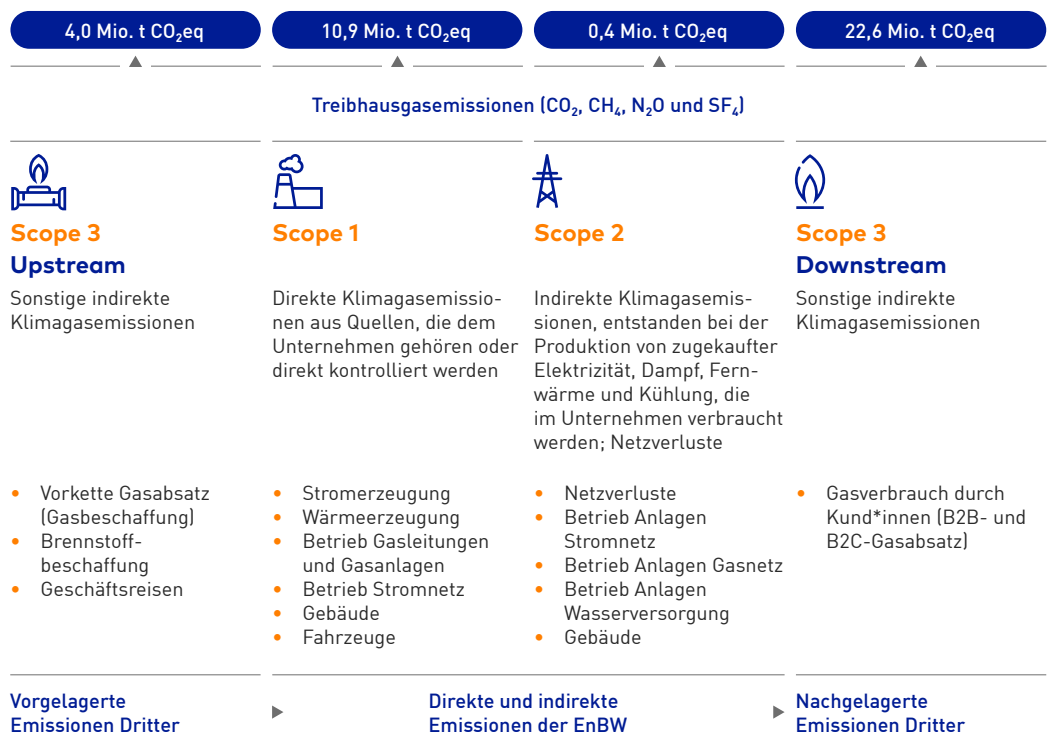 4,0 Mio. t CO₂eq
10,9 Mio. t CO₂eq
0,4 Mio. t CO₂eq
22,6 Mio. t CO₂eq
Treibhausgasemissionen (CO₂, CH₄, N₂O und SF₄)
Scope 3
Upstream
Sonstige indirekte
Klimagasemissionen
• Vorkette Gasabsatz
(Gasbeschaffung)
• Brennstoff-
beschaffung
• Geschäftsreisen
Scope 1
Direkte Klimagasemissio-
nen aus Quellen, die dem
Unternehmen gehören oder
direkt kontrolliert werden
• Stromerzeugung
• Wärmeerzeugung
• Betrieb Gasleitungen
und Gasanlagen
• Betrieb Stromnetz
• Gebäude
• Fahrzeuge
Scope 2
Indirekte Klimagasemis-
sionen, entstanden bei der
Produktion von zugekaufter
Elektrizität, Dampf, Fern-
wärme und Kühlung, die
im Unternehmen verbraucht
werden; Netzverluste
• Netzverluste
• Betrieb Anlagen
Stromnetz
• Betrieb Anlagen Gasnetz
• Betrieb Anlagen
Wasserversorgung
• Gebäude
Scope 3
Downstream
Sonstige indirekte
Klimagasemissionen
• Gasverbrauch durch
Kund*innen (B2B- und
B2C-Gasabsatz)
Vorgelagerte
Emissionen Dritter
Direkte und indirekte
Emissionen der EnBW
Nachgelagerte
Emissionen Dritter